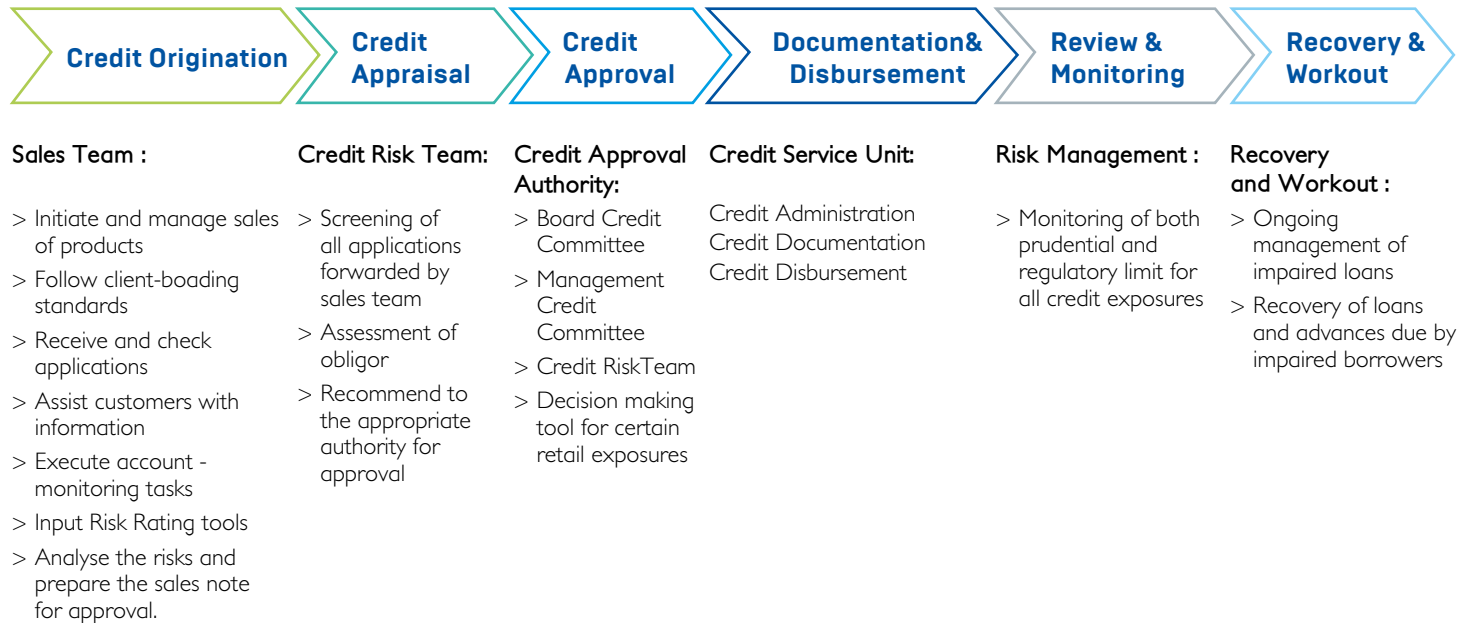 Credit Origination
Credit
Appraisal
Credit
Approval
Documentation&
Disbursement
Review &
Monitoring
Recovery &
Workout
Sales Team :
> Initiate and manage sales
of products
> Follow client-boading
standards
> Receive and check
applications
> Assist customers with
information
> Execute account -
monitoring tasks
> Input Risk Rating tools
> Analyse the risks and
prepare the sales note
for approval.
Credit Risk Team:
> Screening of
all applications
forwarded by
sales team
> Assessment of
obligor
> Recommend to
the appropriate
authority for
approval
Credit Approval
Authority:
> Board Credit
Committee
> Management
Credit
Committee
> Credit RiskTeam
> Decision making
tool for certain
retail exposures
Credit Service Unit:
Credit Administration
Credit Documentation
Credit Disbursement
Risk Management :
> Monitoring of both
prudential and
regulatory limit for
all credit exposures
Recovery
and Workout :
> Ongoing
management of
impaired loans
> Recovery of loans
and advances due by
impaired borrowers